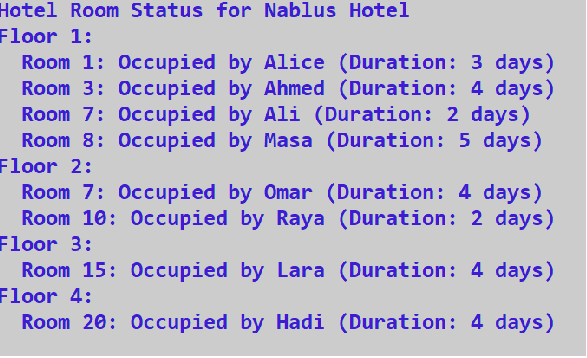 Hotel Room Status for Nablus Hotel
Floor 1:
  Room 1: Occupied by Alice (Duration: 3 days)
  Room 3: Occupied by Ahmed (Duration: 4 days)
  Room 7: Occupied by Ali (Duration: 2 days)
  Room 8: Occupied by Masa (Duration: 5 days)
Floor 2:
  Room 7: Occupied by Omar (Duration: 4 days)
  Room 10: Occupied by Raya (Duration: 2 days)
Floor 3:
  Room 15: Occupied by Lara (Duration: 4 days)
Floor 4:
  Room 20: Occupied by Hadi (Duration: 4 days)